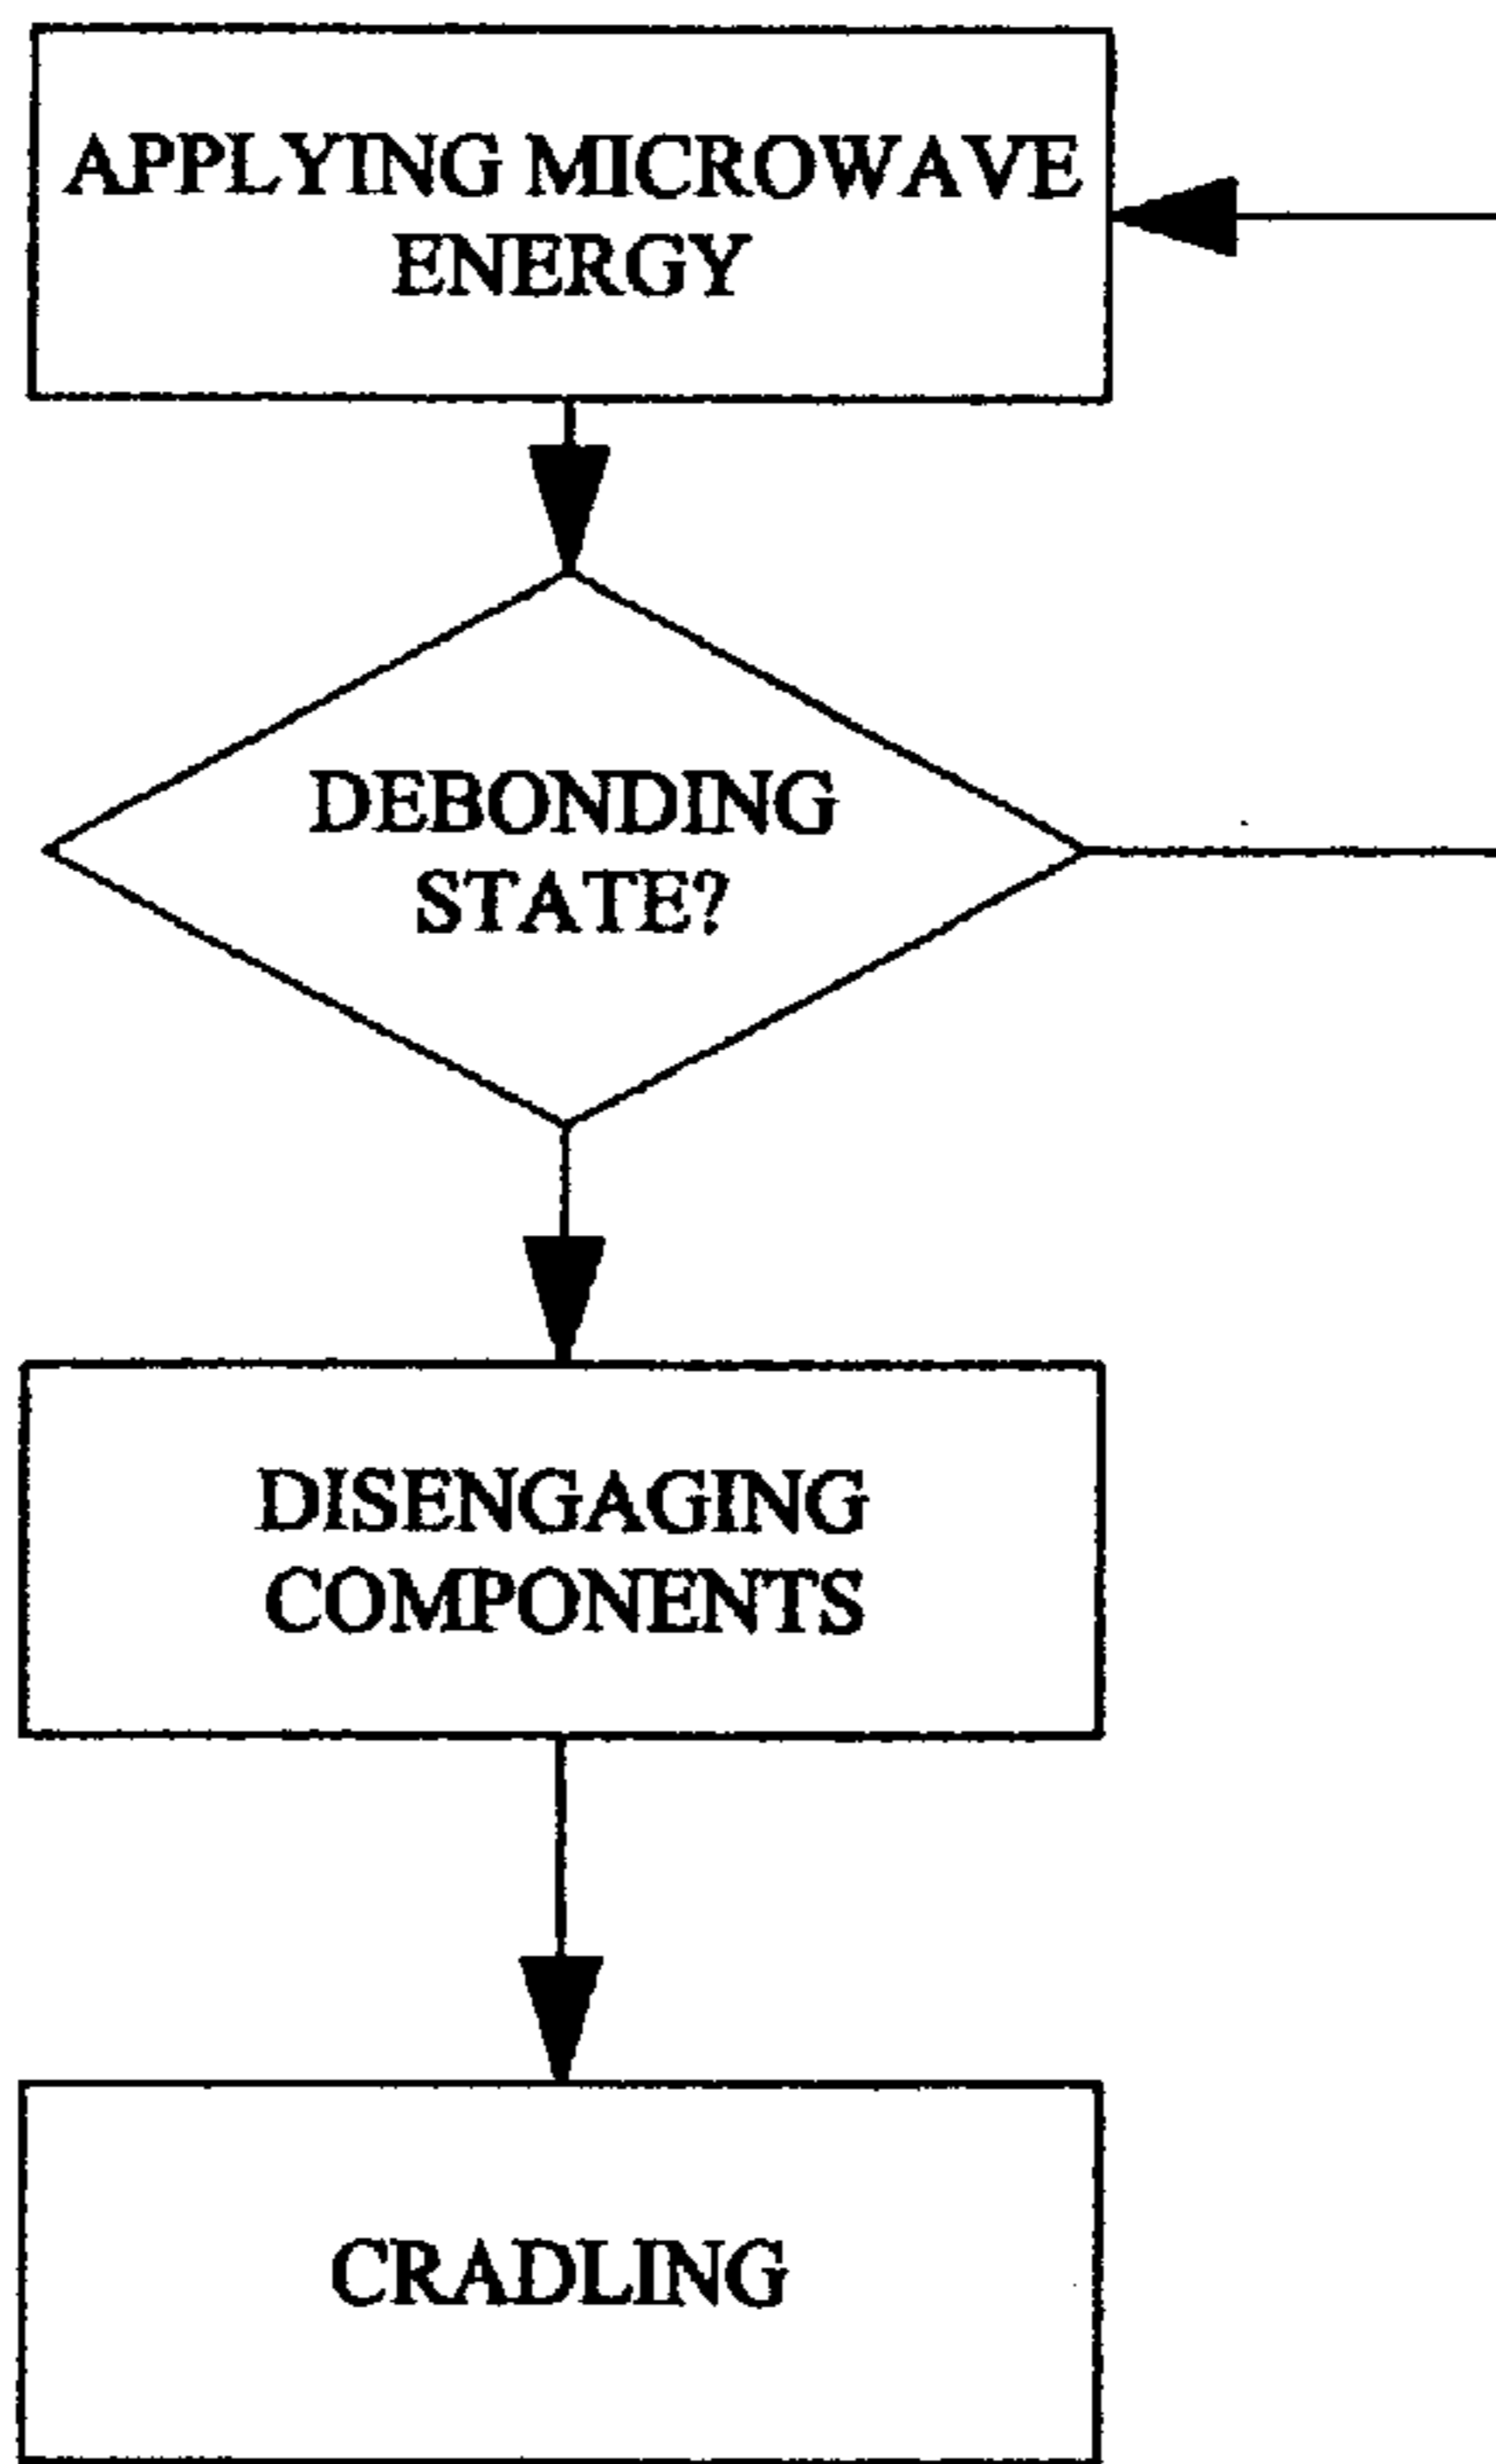 APPLYING MICROWAVE
ENERGY
DEBONDING
STATE?
DISENGAGING
COMPONENTS
CRADLING